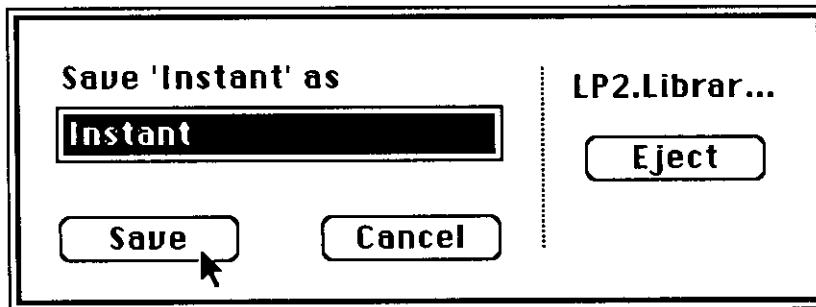 Save 'Instant' as
Instant
Save
Cancel
LP2.Librar...
Eject